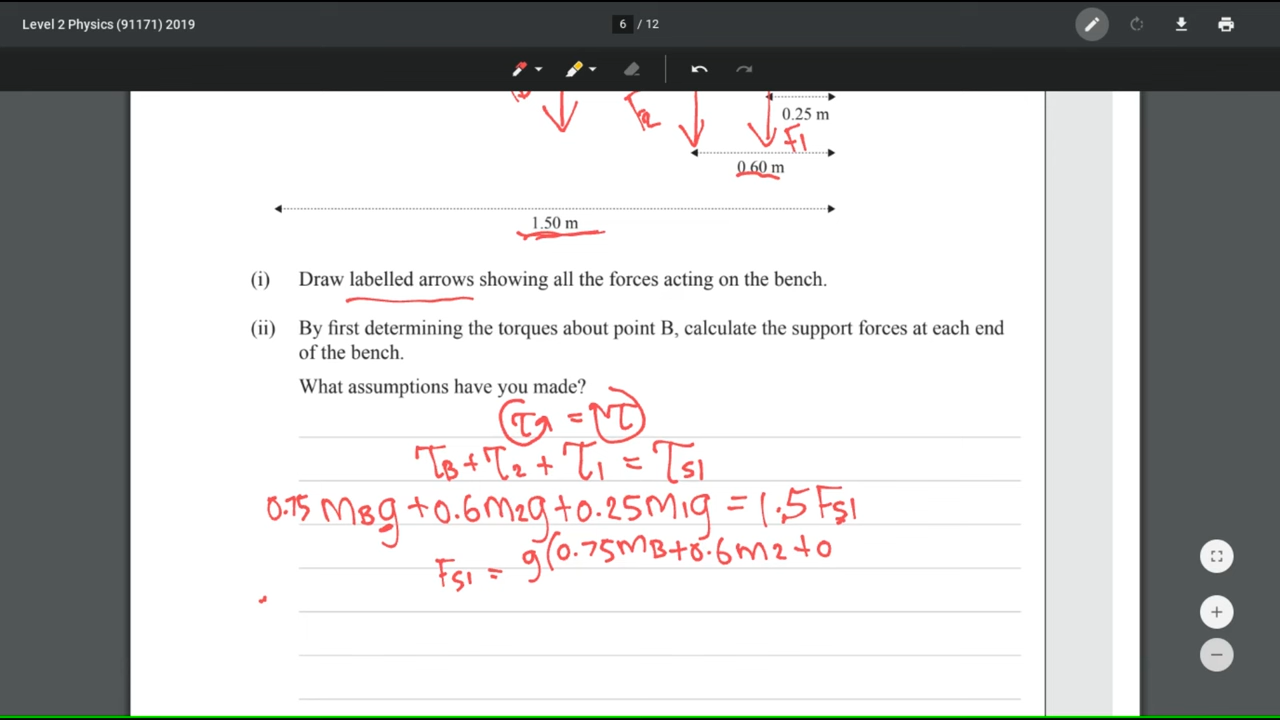 Level 2 Physics (91171) 2019
6 / 12
0.25 m
F1
0.60 m
1.50 m
(i) Draw labelled arrows showing all the forces acting on the bench.
(ii) By first determining the torques about point B, calculate the support forces at each end
of the bench.
What assumptions have you made?
τB + τ2 + τ1 = τS1
0.75 MBg + 0.6M2g + 0.25M1g = 1.5 FS1
FS1 = g(0.75MB + 0.6M2 + 0